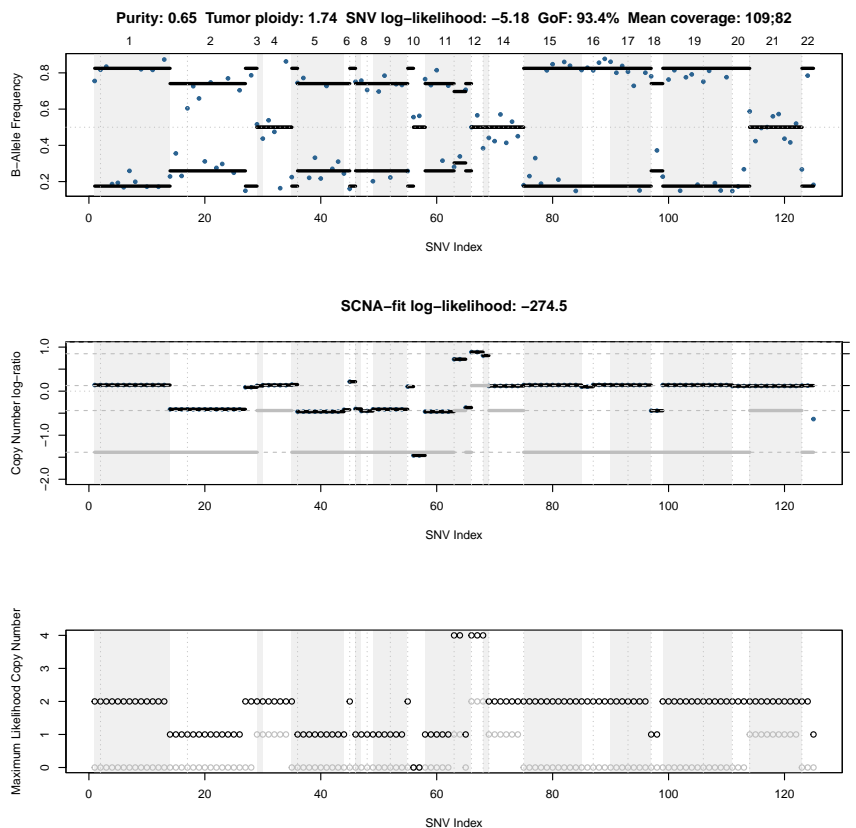 Purity: 0.65 Tumor ploidy: 1.74 SNV log−likelihood: −5.18 GoF: 93.4% Mean coverage: 109;82
1 2 3 4 5 6 8 9 10 11 12 14 15 16 17 18 19 20 21 22
B−Allele Frequency
0.8
0.6
0.4
0.2
0 20 40 60 80 100 120
SNV Index
SCNA−fit log−likelihood: −274.5
Copy Number log−ratio
1.0
0.0
−1.0
−2.0
0 20 40 60 80 100 120
SNV Index
Maximum Likelihood Copy Number
4
3
2
1
0
0 20 40 60 80 100 120
SNV Index